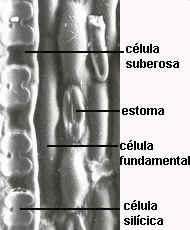 célula
suberosa
estoma
célula
fundamental
célula
silícica